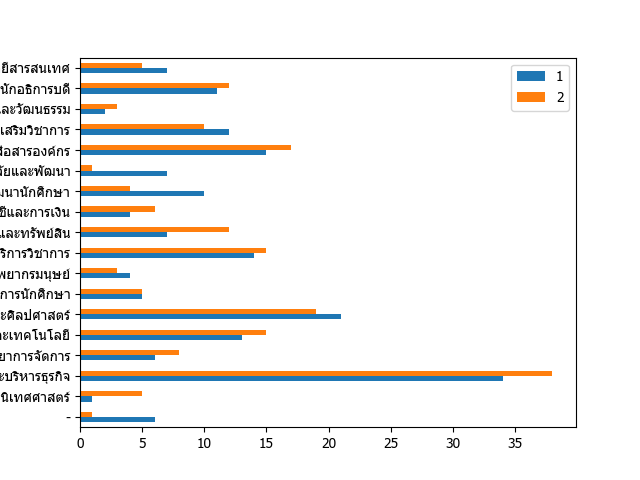 ยีสารสนเทศ
นักอธิการบดี
ละวัฒนธรรม
เสริมวิชาการ
สื่อสารองค์กร
จัยและพัฒนา
ฒนานักศึกษา
ชีและการเงิน
และทรัพย์สิน
ริการวิชาการ
พยากรมนุษย์
การนักศึกษา
ะศิลปศาสตร์
ละเทคโนโลยี
ยาการจัดการ
ะบริหารธุรกิจ
นิเทศศาสตร์
-
0 5 10 15 20 25 30 35
1
2